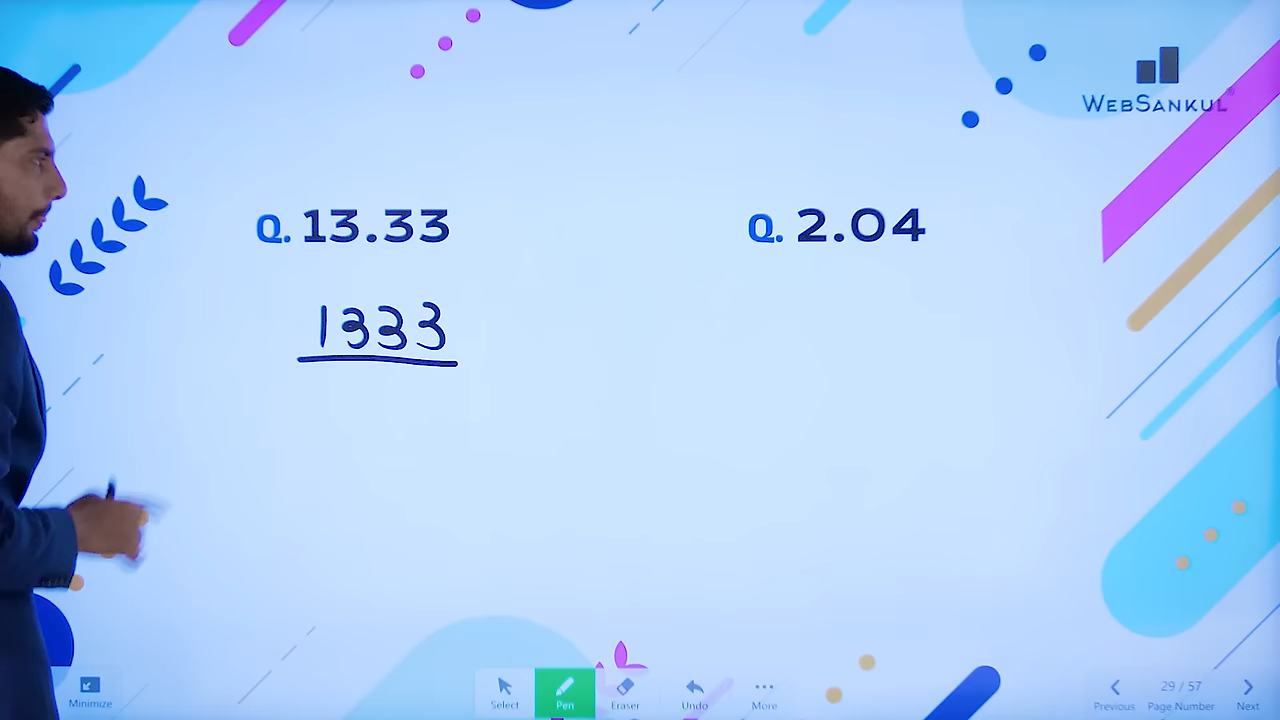 WEBSANKUL®
Q. 13.33
Q. 2.04
1333
Minimize
Select
Pen
Eraser
Undo
More
29 / 57
Previous
Page Number
Next